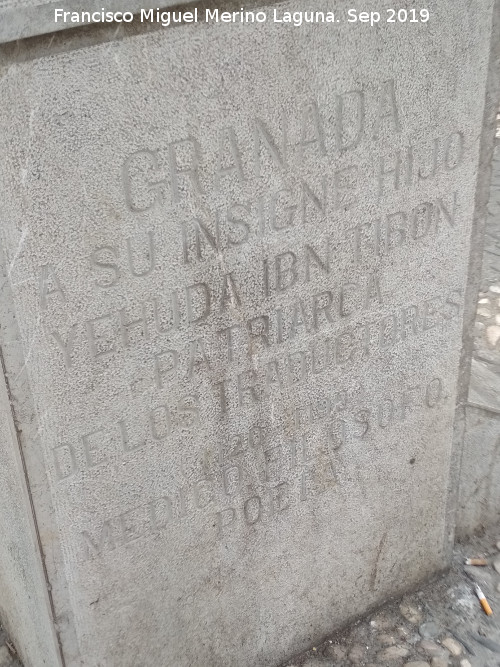 Francisco Miguel Merino Laguna. Sep 2019
GRANADA
A SU INSIGNE HIJO
YEHUDA IBN TIBON
PATRIARCA
DE LOS TRADUCTORES
MEDICO FILOSOFO
POETA